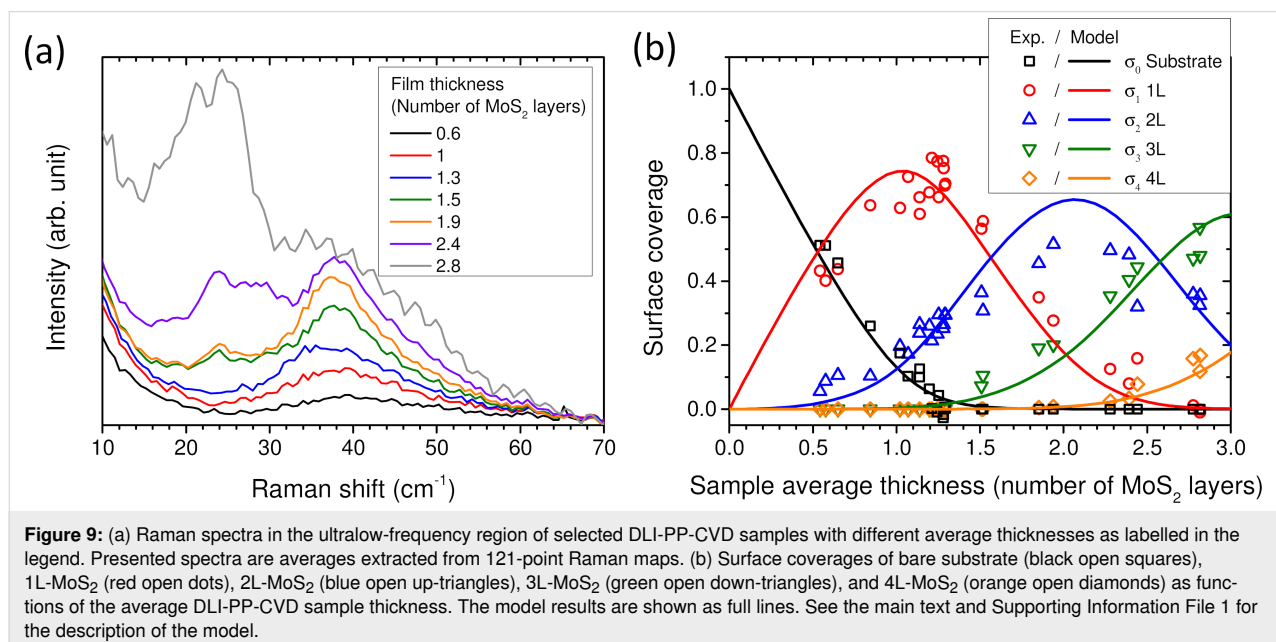 (a)
Intensity (arb. unit)
Film thickness
(Number of MoS₂ layers)
0.6
1
1.3
1.5
1.9
2.4
2.8
10 20 30 40 50 60 70
Raman shift (cm⁻¹)
(b)
Surface coverage
1.0
0.8
0.6
0.4
0.2
0.0
Exp. / Model
/ σ₀ Substrate
/ σ₁ 1L
/ σ₂ 2L
/ σ₃ 3L
/ σ₄ 4L
0.0 0.5 1.0 1.5 2.0 2.5 3.0
Sample average thickness (number of MoS₂ layers)
Figure 9: (a) Raman spectra in the ultralow-frequency region of selected DLI-PP-CVD samples with different average thicknesses as labelled in the
legend. Presented spectra are averages extracted from 121-point Raman maps. (b) Surface coverages of bare substrate (black open squares),
1L-MoS₂ (red open dots), 2L-MoS₂ (blue open up-triangles), 3L-MoS₂ (green open down-triangles), and 4L-MoS₂ (orange open diamonds) as func-
tions of the average DLI-PP-CVD sample thickness. The model results are shown as full lines. See the main text and Supporting Information File 1 for
the description of the model.